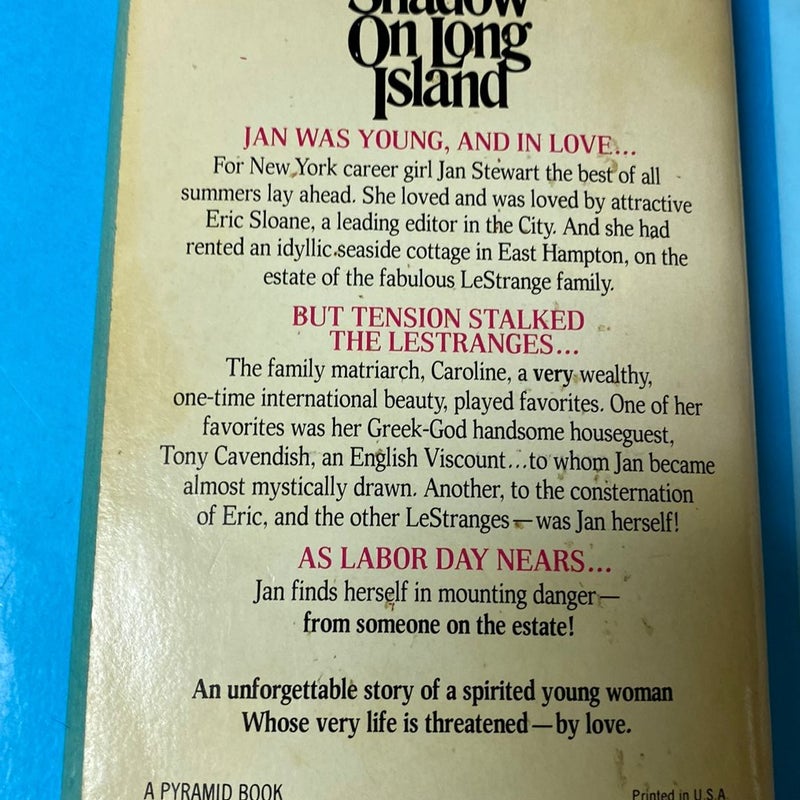 Shadow
On Long
Island
JAN WAS YOUNG, AND IN LOVE...
For New York career girl Jan Stewart the best of all
summers lay ahead. She loved and was loved by attractive
Eric Sloane, a leading editor in the City. And she had
rented an idyllic seaside cottage in East Hampton, on the
estate of the fabulous LeStrange family.
BUT TENSION STALKED
THE LESTRANGES...
The family matriarch, Caroline, a very wealthy,
one-time international beauty, played favorites. One of her
favorites was her Greek-God handsome houseguest,
Tony Cavendish, an English Viscount...to whom Jan became
almost mystically drawn. Another, to the consternation
of Eric, and the other LeStranges—was Jan herself!
AS LABOR DAY NEARS...
Jan finds herself in mounting danger—
from someone on the estate!
An unforgettable story of a spirited young woman
Whose very life is threatened—by love.
A PYRAMID BOOK
Printed in U.S.A.